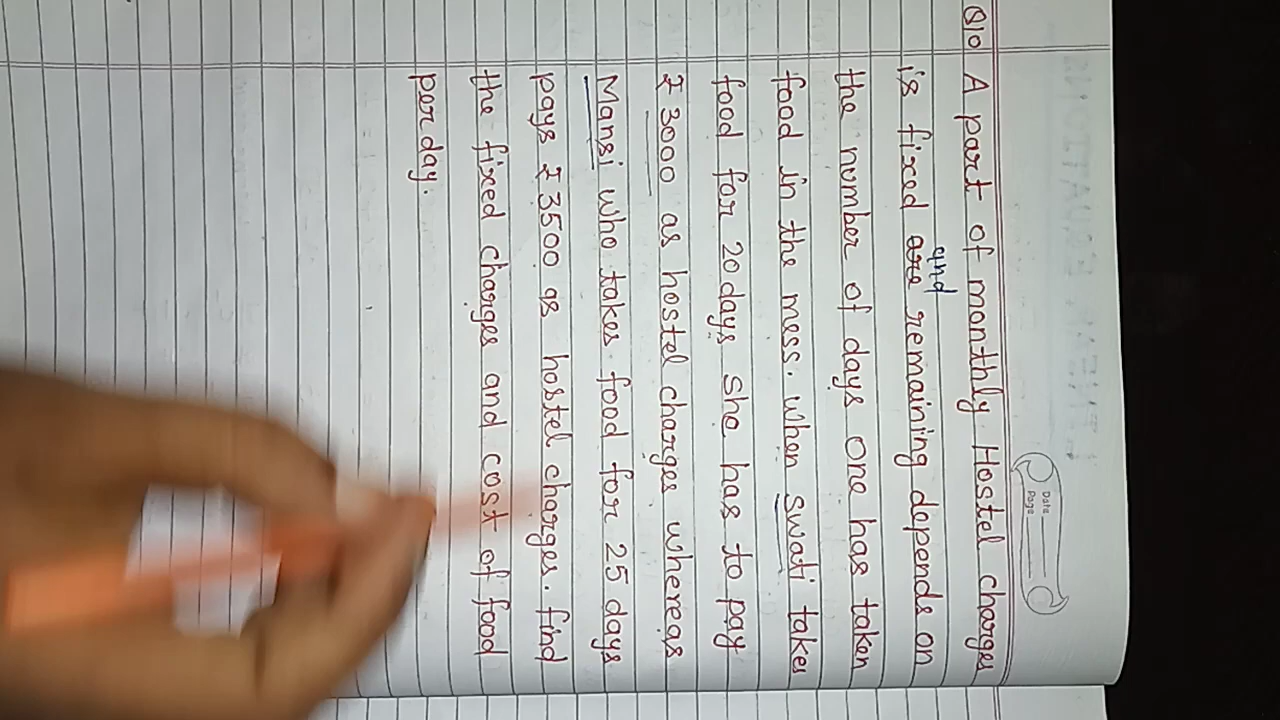 Date
Page
Q10 A part of monthly Hostel charges
is fixed are and remaining depends on
the number of days one has taken
food in the mess. when swati takes
food for 20 days she has to pay
₹ 3000 as hostel charges whereas
Mansi who takes food for 25 days
pays ₹ 3500 as hostel charges. find
the fixed charges and cost of food
per day.